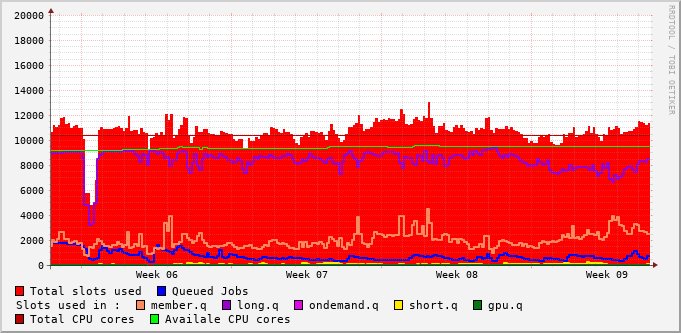 RRDTOOL / TOBI OETIKER
20000
18000
16000
14000
12000
10000
8000
6000
4000
2000
0
Week 06 Week 07 Week 08 Week 09
Total slots used Queued Jobs
Slots used in : member.q long.q ondemand.q short.q gpu.q
Total CPU cores Availale CPU cores